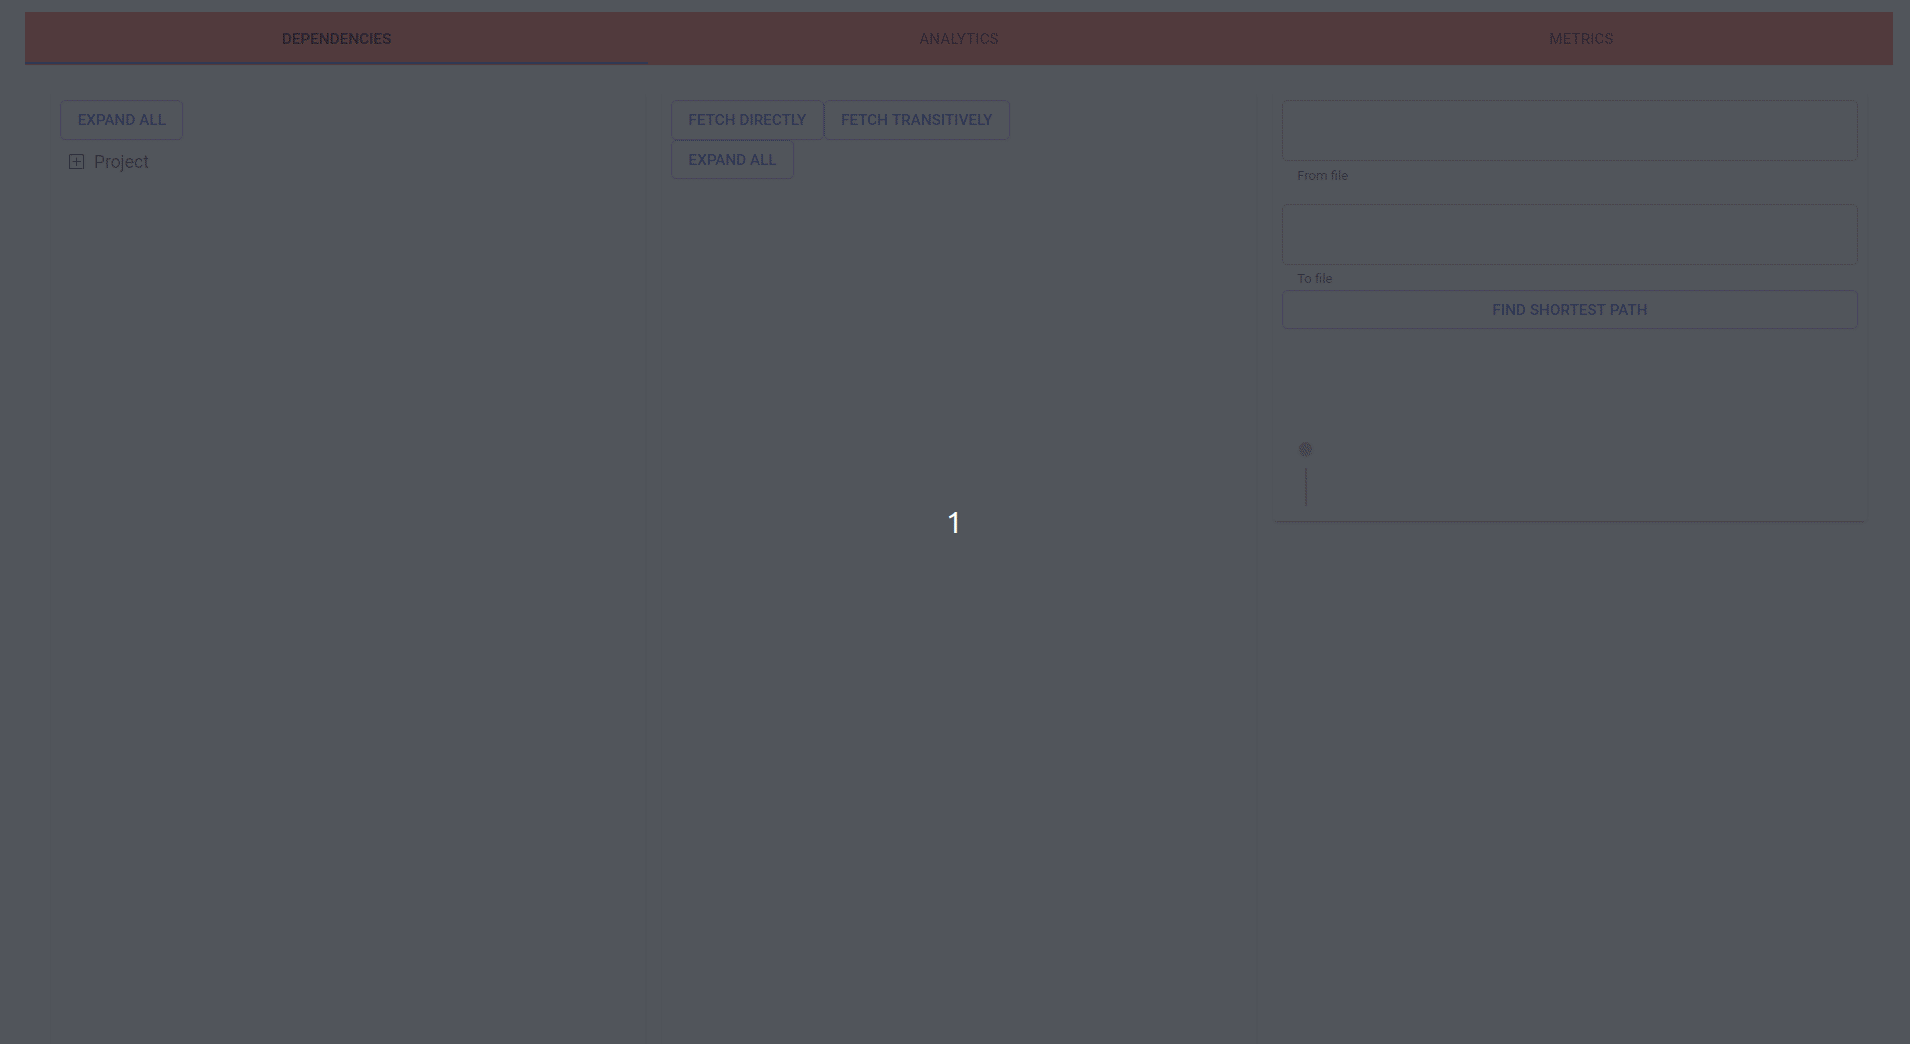 DEPENDENCIES ANALYTICS METRICS
EXPAND ALL
Project
FETCH DIRECTLY FETCH TRANSITIVELY
EXPAND ALL
From file
To file
FIND SHORTEST PATH
1